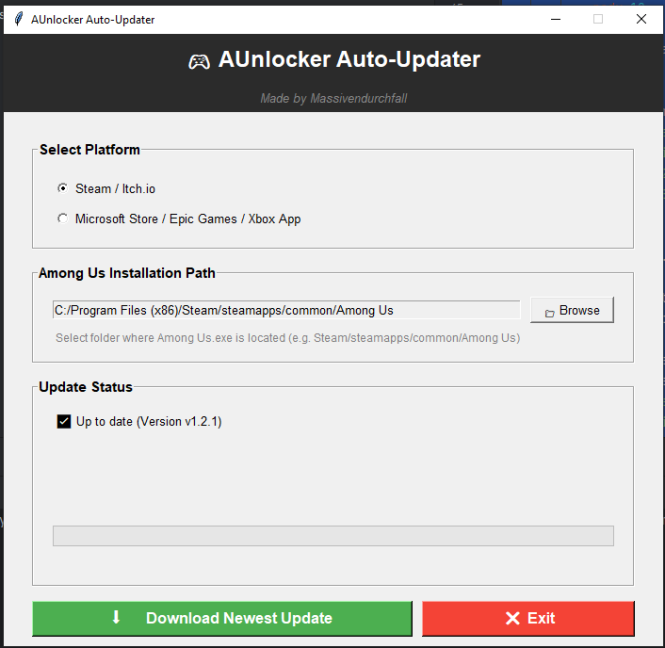 AUnlocker Auto-Updater
AUnlocker Auto-Updater
Made by Massivendurchfall
Select Platform
Steam / Itch.io
Microsoft Store / Epic Games / Xbox App
Among Us Installation Path
C:/Program Files (x86)/Steam/steamapps/common/Among Us
Browse
Select folder where Among Us.exe is located (e.g. Steam/steamapps/common/Among Us)
Update Status
Up to date (Version v1.2.1)
Download Newest Update
Exit